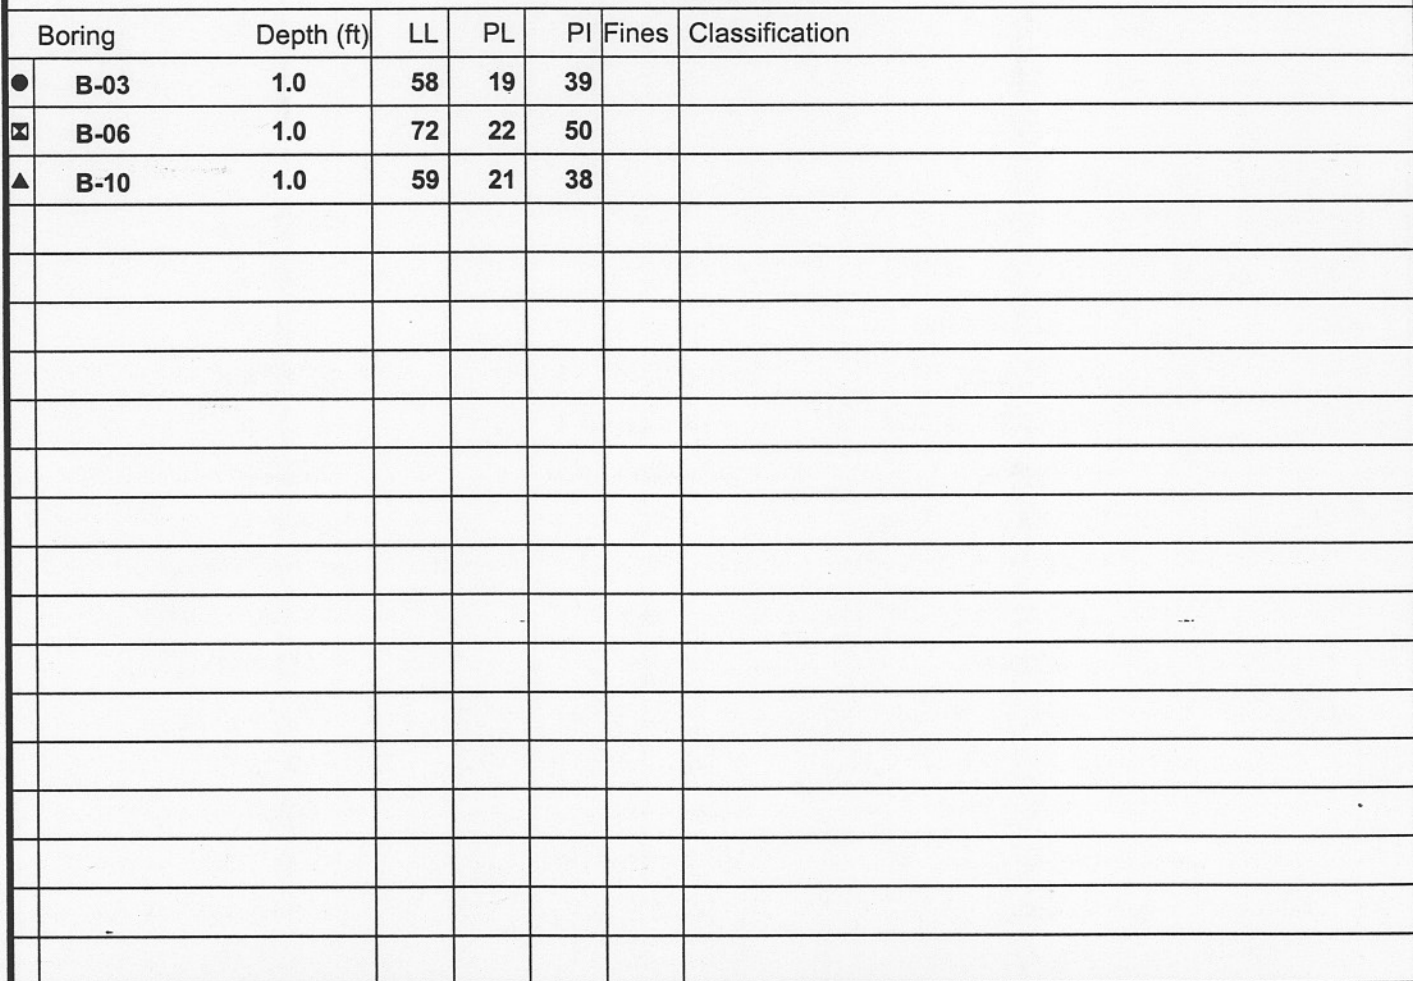 Boring Depth (ft) LL PL PI Fines Classification
B-03 1.0 58 19 39
B-06 1.0 72 22 50
B-10 1.0 59 21 38